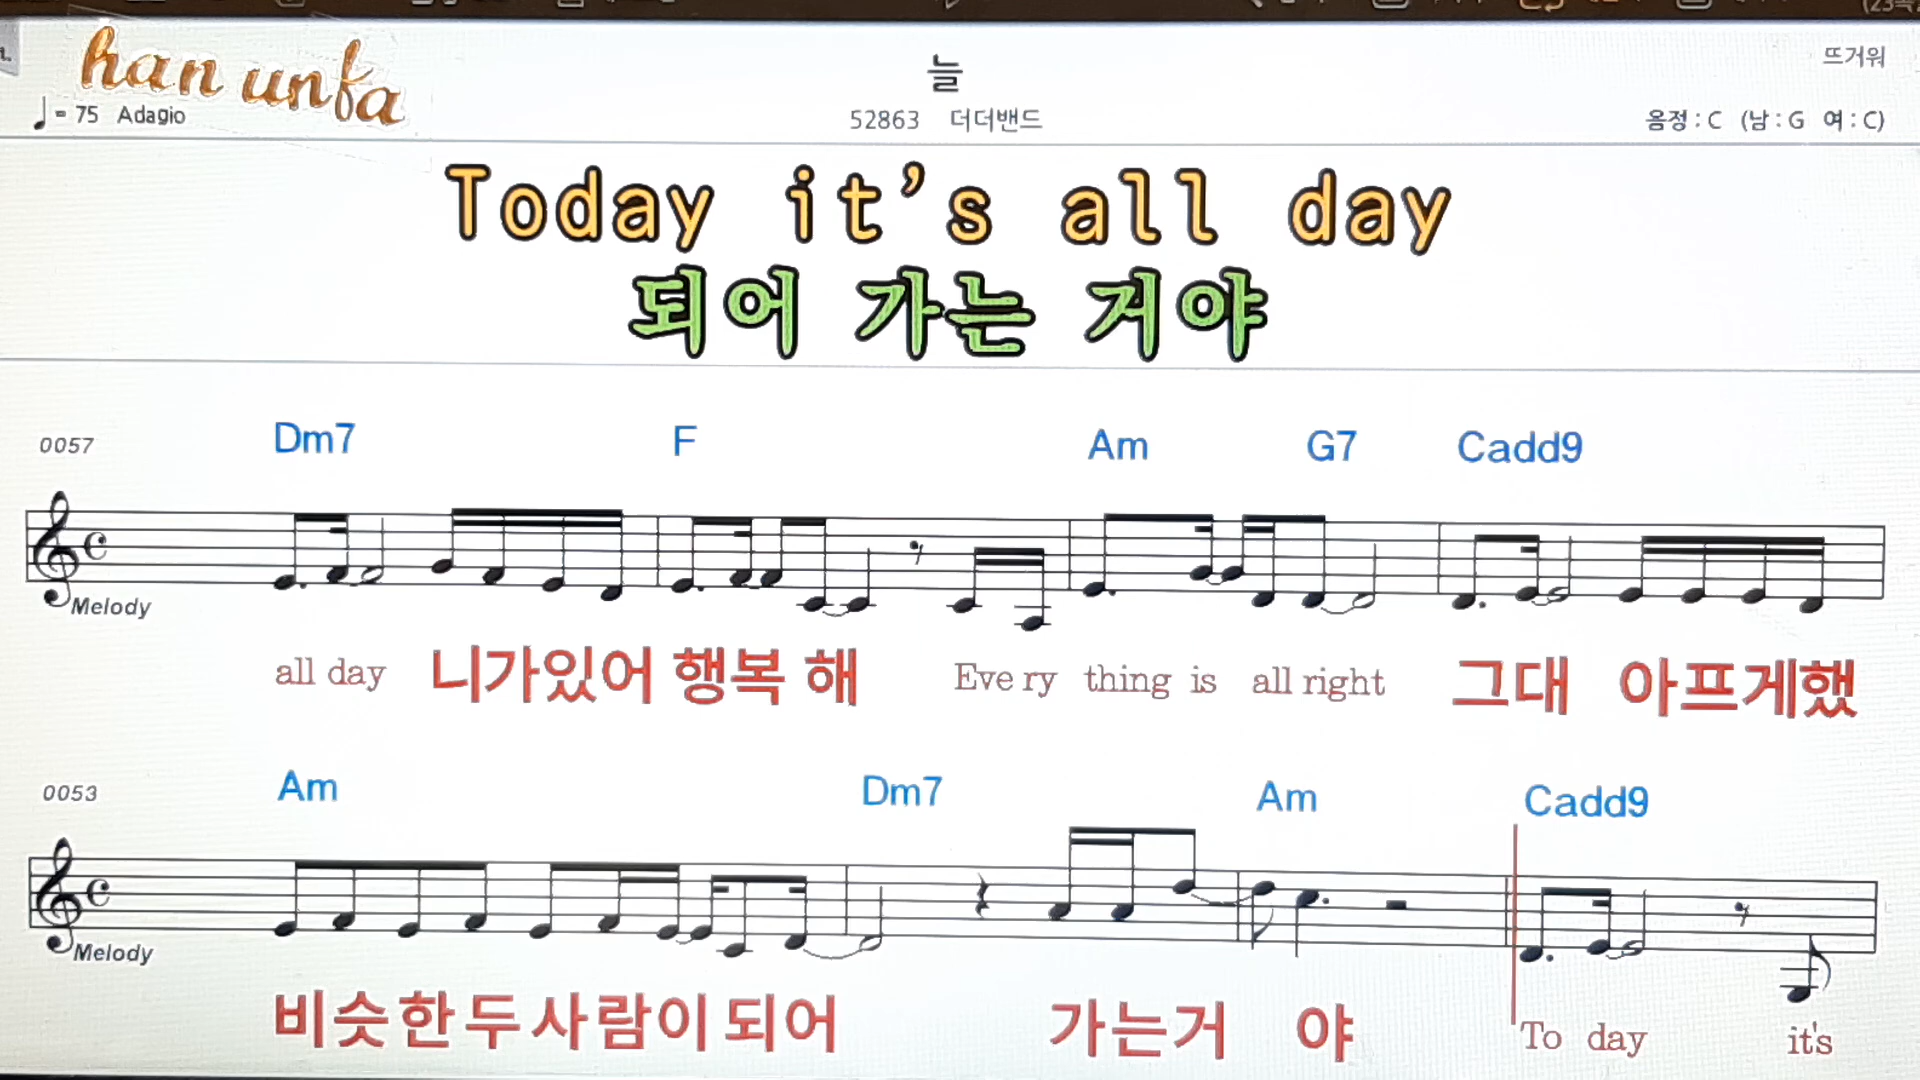 han unfa
늘
뜨거워
= 75 Adagio
52863 더더밴드
음정 : C (남 : G 여 : C)
Today it's all day
되어 가는 거야
0057 Dm7 F Am G7 Cadd9
Melody
all day 니가있어 행복 해 Eve ry thing is all right 그대 아프게했
0053 Am Dm7 Am Cadd9
Melody
비슷한두사람이 되어 가는거 야 To day it's